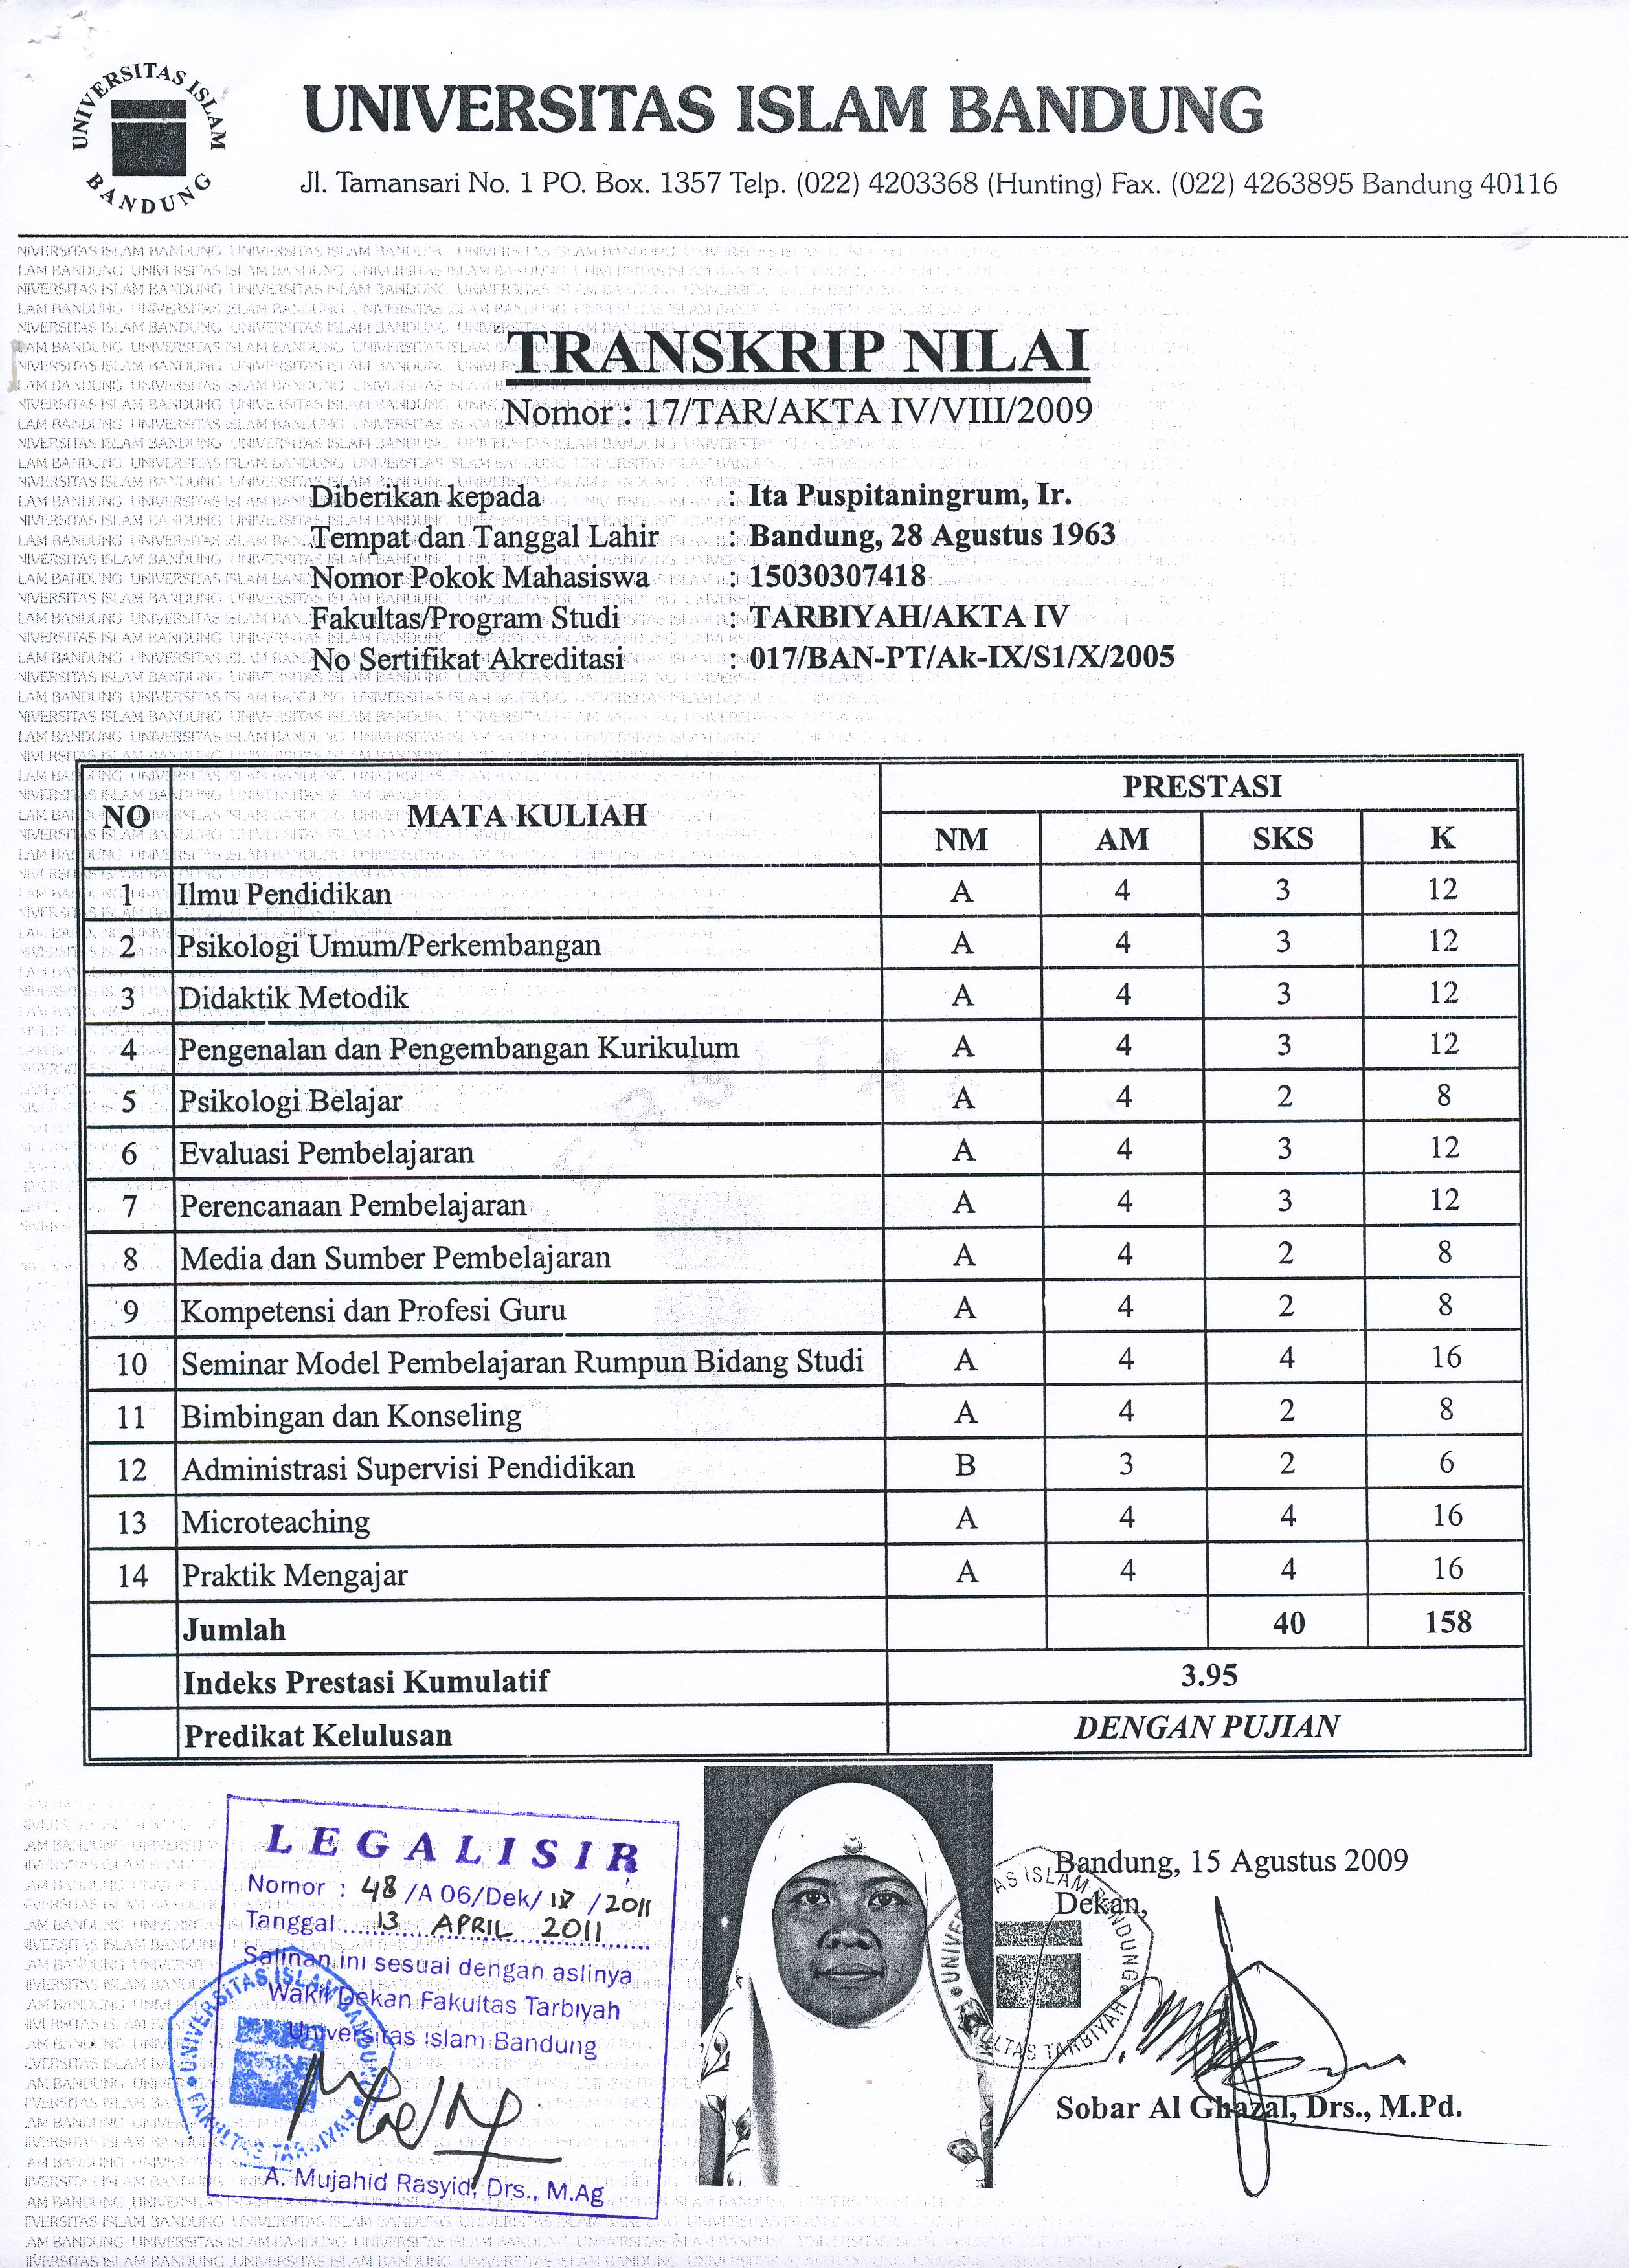 UNIVERSITAS ISLAM BANDUNG
UNIVERSITAS ISLAM BANDUNG
Jl. Tamansari No. 1 PO. Box. 1357 Telp. (022) 4203368 (Hunting) Fax. (022) 4263895 Bandung 40116
TRANSKRIP NILAI
Nomor : 17/TAR/AKTA IV/VIII/2009
Diberikan kepada : Ita Puspitaningrum, Ir.
Tempat dan Tanggal Lahir : Bandung, 28 Agustus 1963
Nomor Pokok Mahasiswa : 15030307418
Fakultas/Program Studi : TARBIYAH/AKTA IV
No Sertifikat Akreditasi : 017/BAN-PT/Ak-IX/S1/X/2005
NO MATA KULIAH PRESTASI
NM AM SKS K
1 Ilmu Pendidikan A 4 3 12
2 Psikologi Umum/Perkembangan A 4 3 12
3 Didaktik Metodik A 4 3 12
4 Pengenalan dan Pengembangan Kurikulum A 4 3 12
5 Psikologi Belajar A 4 2 8
6 Evaluasi Pembelajaran A 4 3 12
7 Perencanaan Pembelajaran A 4 3 12
8 Media dan Sumber Pembelajaran A 4 2 8
9 Kompetensi dan Profesi Guru A 4 2 8
10 Seminar Model Pembelajaran Rumpun Bidang Studi A 4 4 16
11 Bimbingan dan Konseling A 4 2 8
12 Administrasi Supervisi Pendidikan B 3 2 6
13 Microteaching A 4 4 16
14 Praktik Mengajar A 4 4 16
Jumlah 40 158
Indeks Prestasi Kumulatif 3.95
Predikat Kelulusan DENGAN PUJIAN
LEGALISIR
Nomor : 48 /A 06/Dek/ /2011
Tanggal 13 APRIL 2011
Salinan ini sesuai dengan aslinya
Wakil Dekan Fakultas Tarbiyah
Universitas Islam Bandung
A. Mujahid Rasyid, Drs., M.Ag
UNIVERSITAS ISLAM BANDUNG
FAKULTAS TARBIYAH
Bandung, 15 Agustus 2009
Dekan,
UNIVERSITAS ISLAM BANDUNG
FAKULTAS TARBIYAH
Sobar Al Ghazal, Drs., M.Pd.